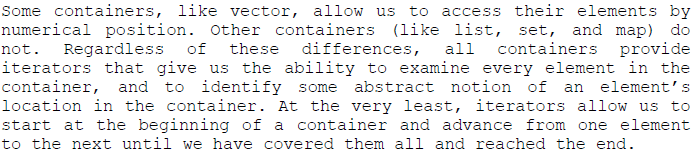 Some containers, like vector, allow us to access their elements by
numerical position. Other containers (like list, set, and map) do
not. Regardless of these differences, all containers provide
iterators that give us the ability to examine every element in the
container, and to identify some abstract notion of an element’s
location in the container. At the very least, iterators allow us to
start at the beginning of a container and advance from one element
to the next until we have covered them all and reached the end.